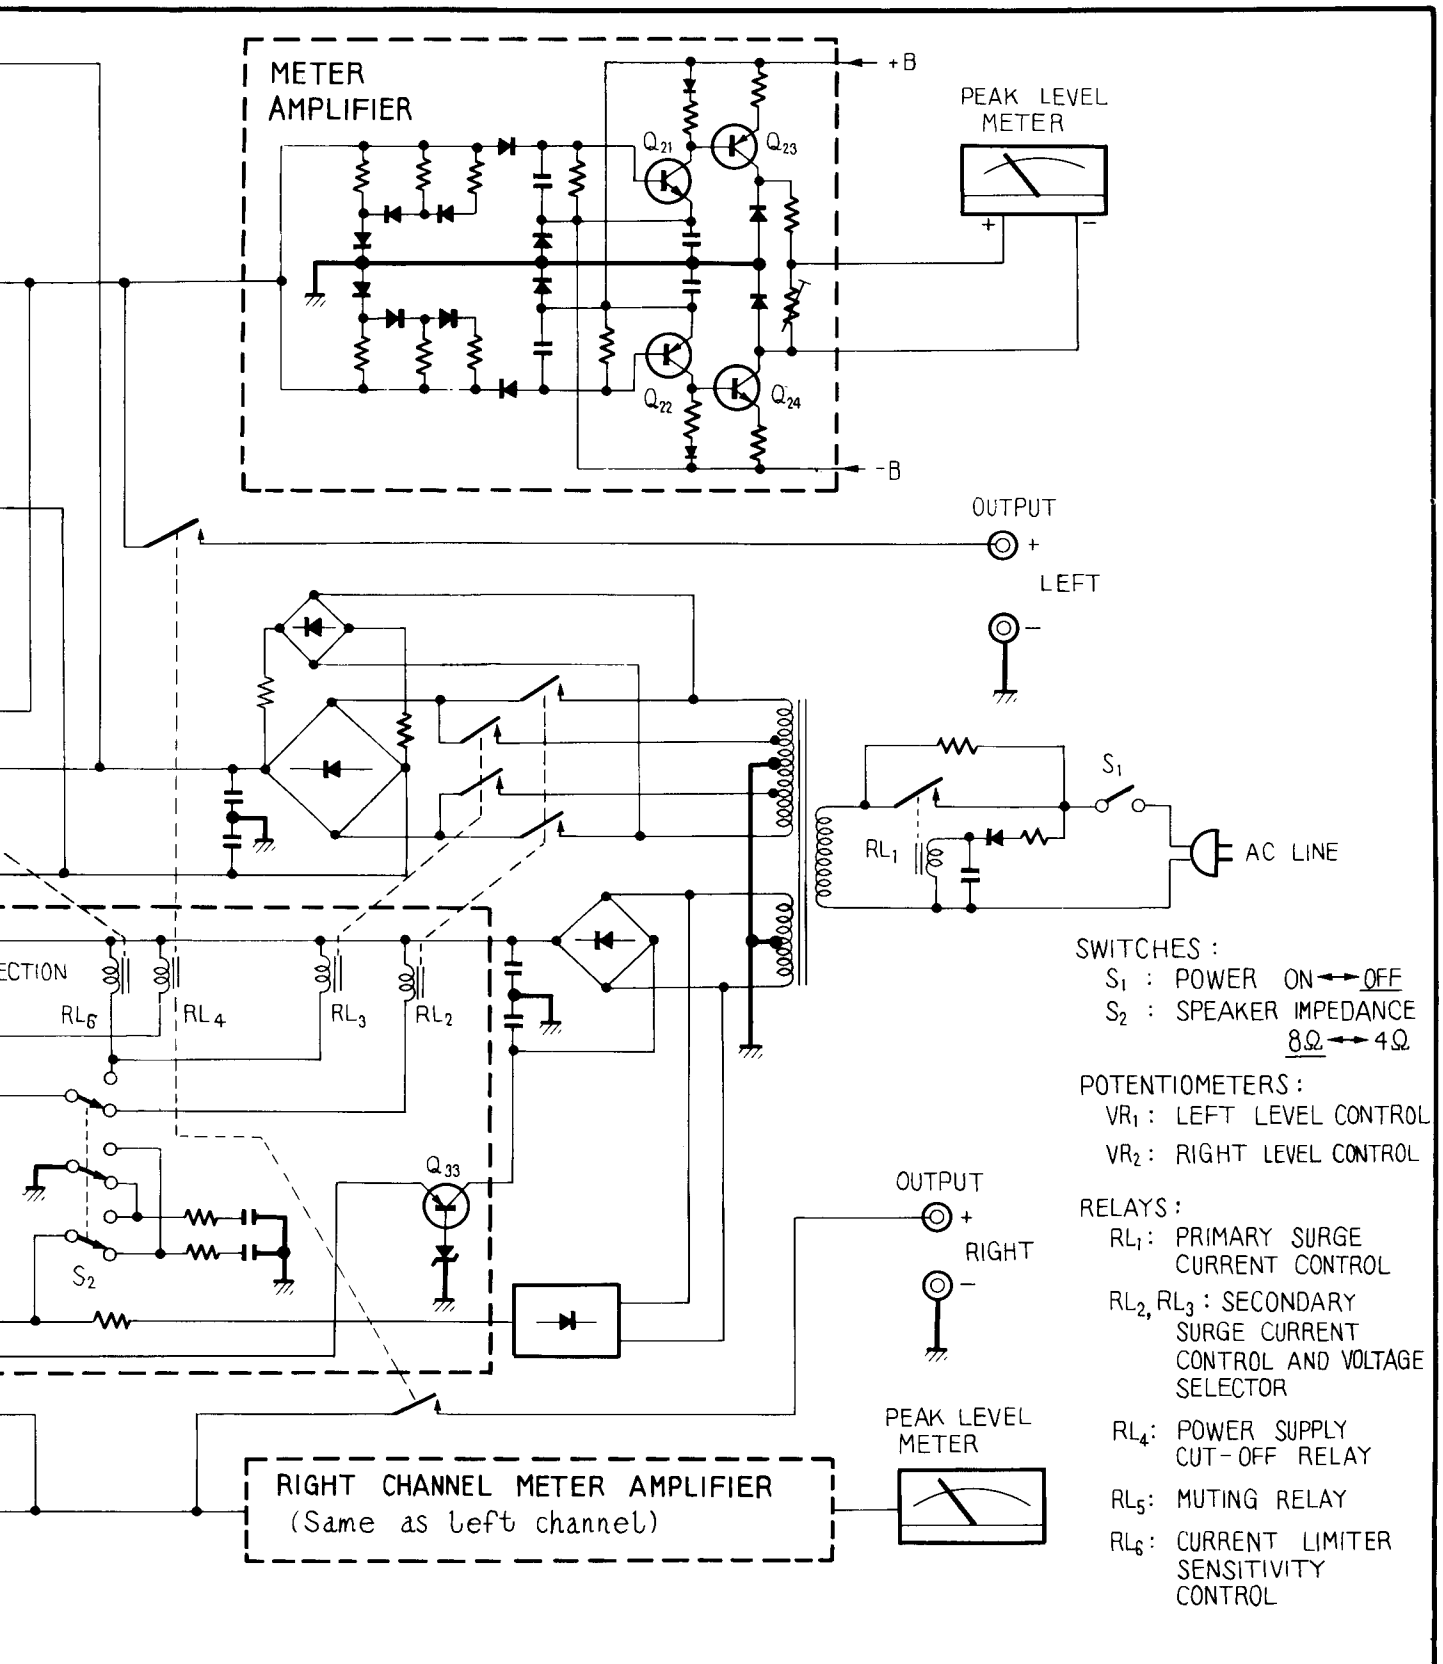 METER
AMPLIFIER
+B
PEAK LEVEL
METER
Q21
Q23
+
-
Q22
Q24
-B
OUTPUT
+
LEFT
-
S1
RL1
AC LINE
ECTION
RL6
RL4
RL3
RL2
SWITCHES :
S1 : POWER ON↔OFF
S2 : SPEAKER IMPEDANCE
8Ω↔4Ω
POTENTIOMETERS :
VR1 : LEFT LEVEL CONTROL
VR2 : RIGHT LEVEL CONTROL
Q33
S2
OUTPUT
+
RIGHT
-
RELAYS :
RL1 : PRIMARY SURGE
CURRENT CONTROL
RL2, RL3 : SECONDARY
SURGE CURRENT
CONTROL AND VOLTAGE
SELECTOR
RL4 : POWER SUPPLY
CUT-OFF RELAY
RL5 : MUTING RELAY
RL6 : CURRENT LIMITER
SENSITIVITY
CONTROL
PEAK LEVEL
METER
RIGHT CHANNEL METER AMPLIFIER
(Same as left channel)